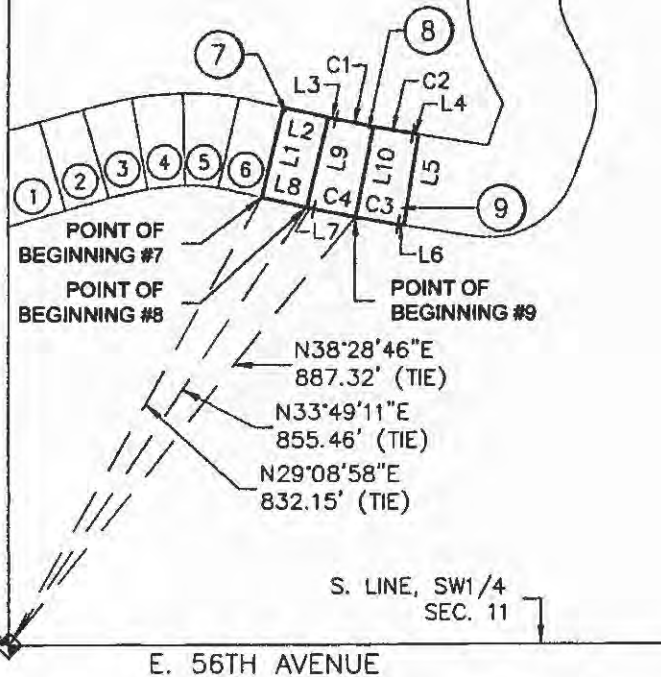 8
7
C1
C2
L3
L4
L2
L1
L9
L10
L5
1
2
3
4
5
6
L8
C4
C3
9
L7
L6
POINT OF
BEGINNING #7
POINT OF
BEGINNING #8
POINT OF
BEGINNING #9
N38°28'46"E
887.32' (TIE)
N33°49'11"E
855.46' (TIE)
N29°08'58"E
832.15' (TIE)
S. LINE, SW1/4
SEC. 11
E. 56TH AVENUE